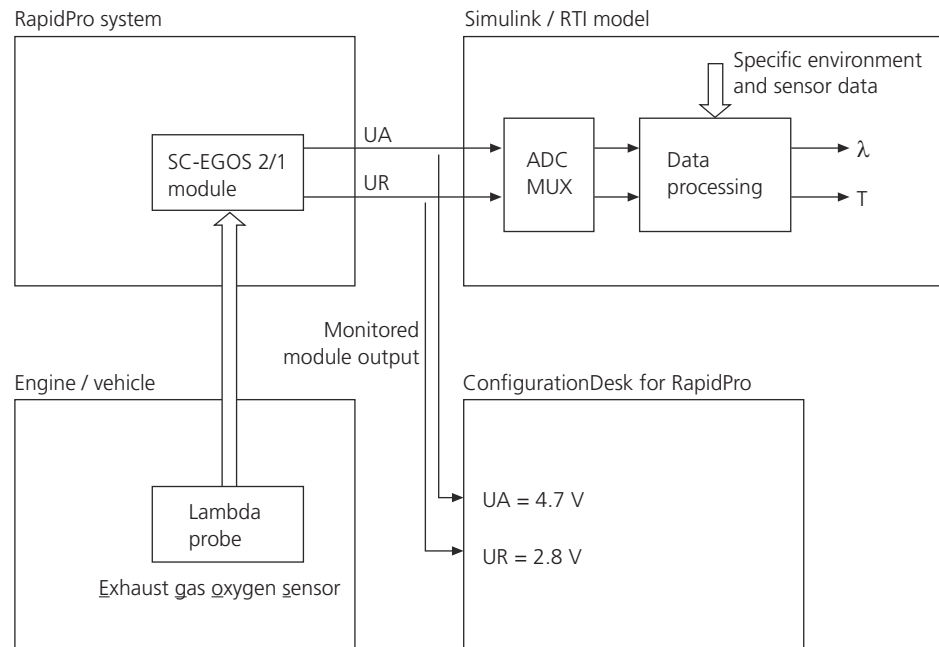 RapidPro system
Simulink / RTI model
Specific environment
and sensor data
UA
SC-EGOS 2/1
module
UR
ADC
MUX
Data
processing
λ
T
Monitored
module output
Engine / vehicle
ConfigurationDesk for RapidPro
UA = 4.7 V
Lambda
probe
UR = 2.8 V
Exhaust gas oxygen sensor